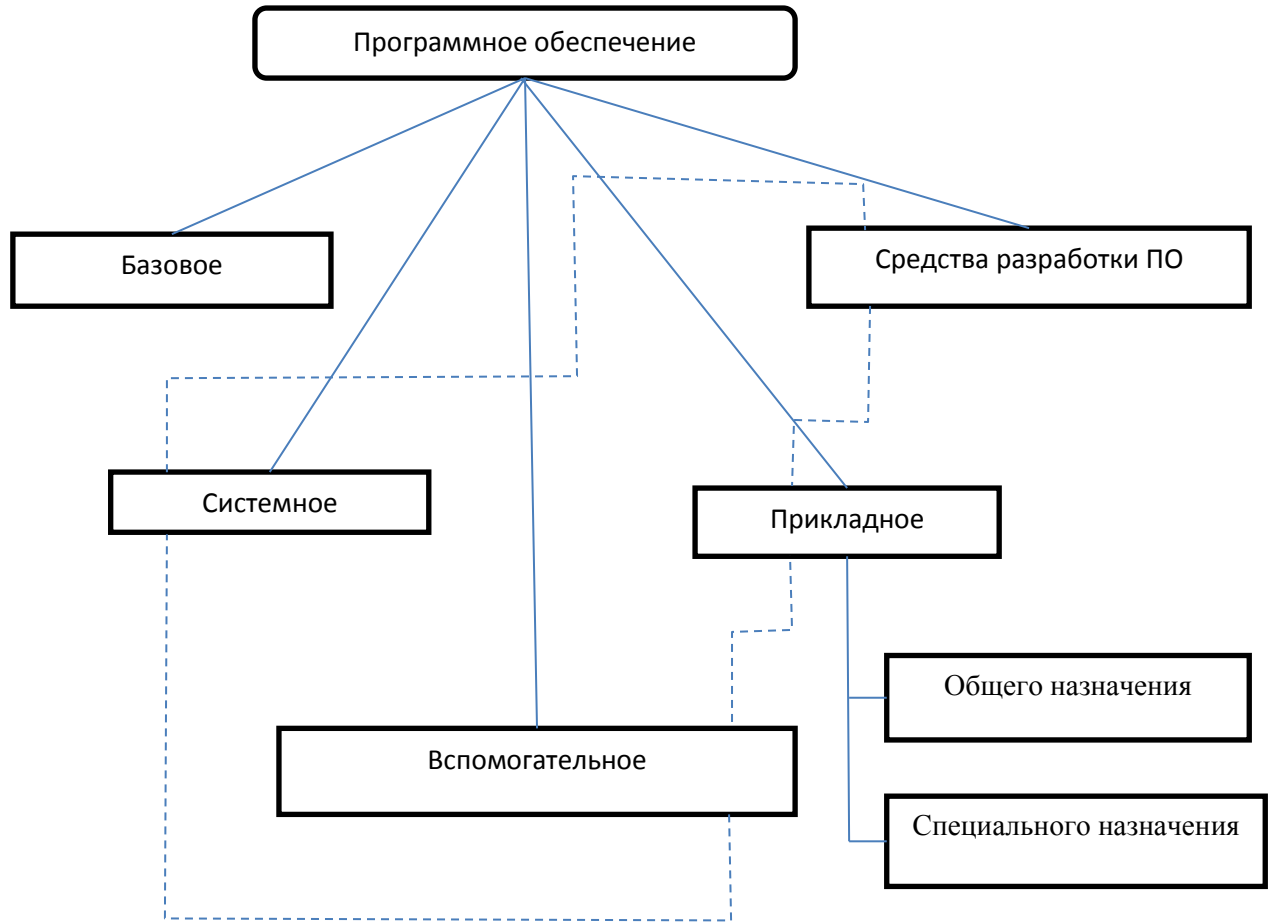 Программное обеспечение
Базовое
Средства разработки ПО
Системное
Прикладное
Общего назначения
Вспомогательное
Специального назначения